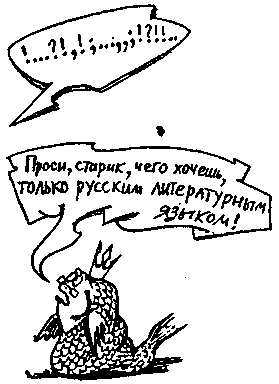 !...?!,!;..:,;;!?!!..
Проси, старик, чего хочешь,
только русским литературным
языком!